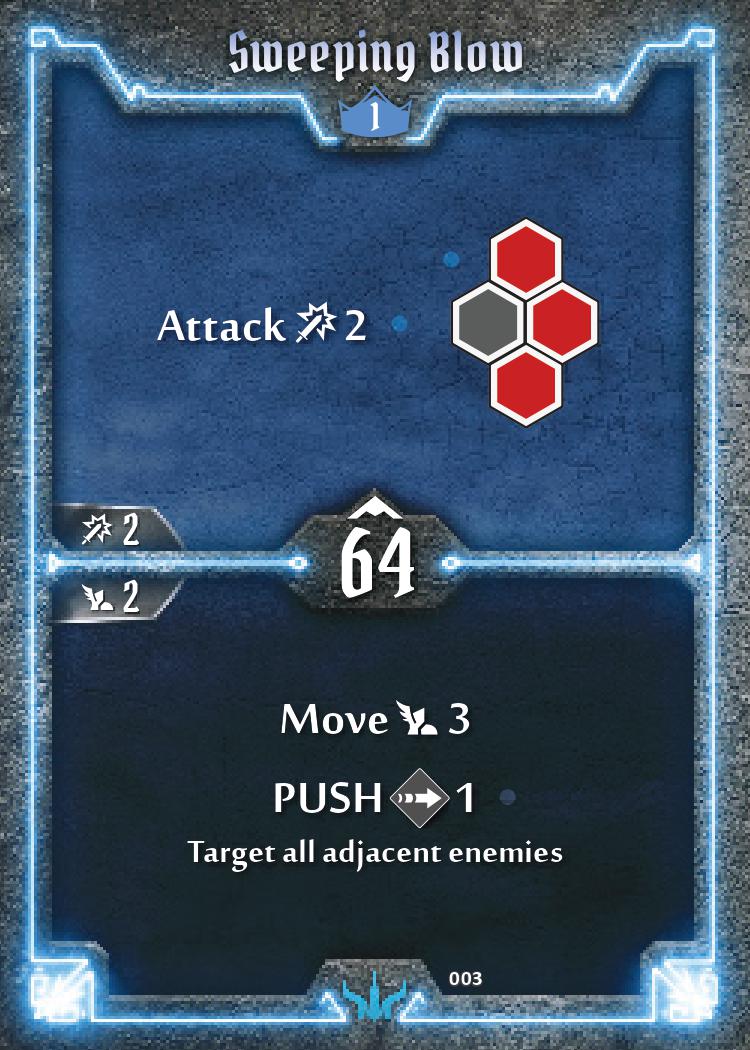 Sweeping Blow
1
Attack 2
2
64
2
Move 3
PUSH 1
Target all adjacent enemies
003